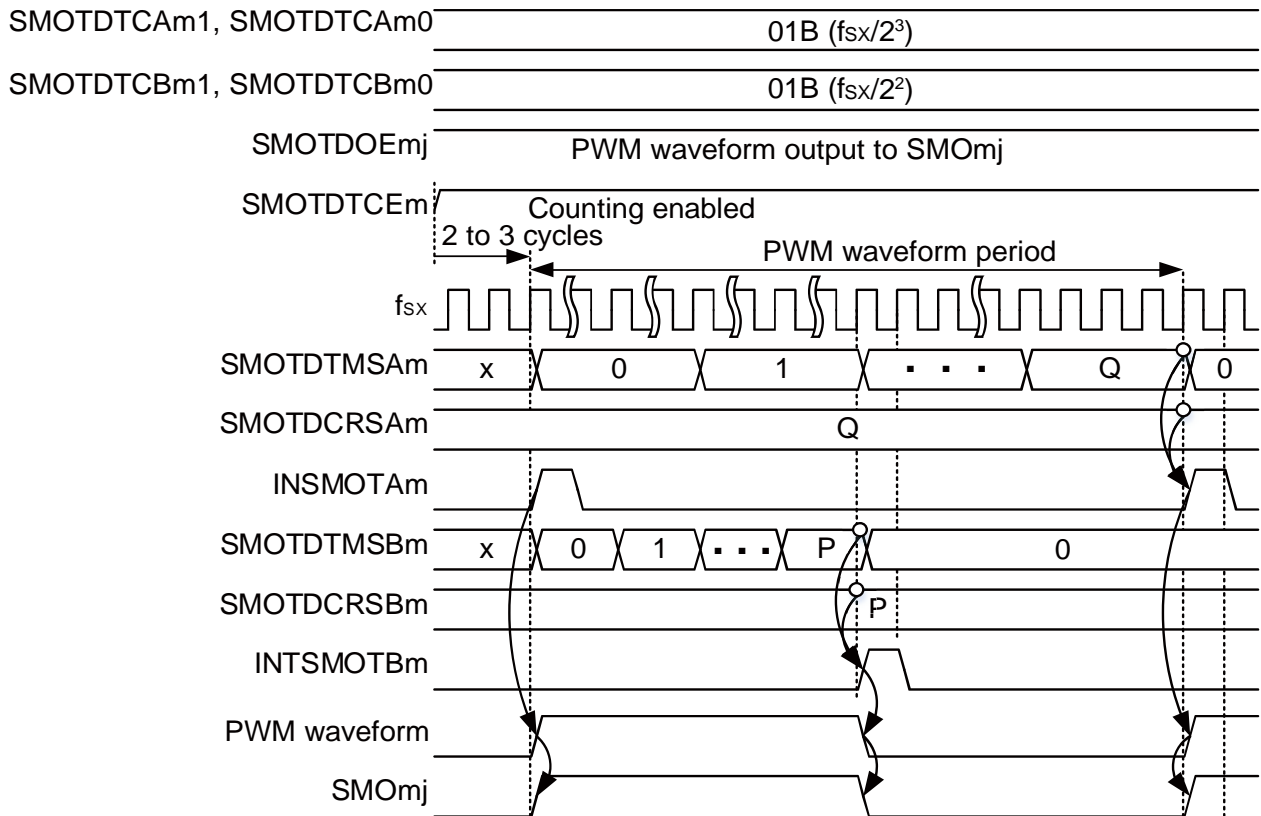 SMOTDTCAm1, SMOTDTCAm0 01B (fSX/2³)
SMOTDTCBm1, SMOTDTCBm0 01B (fSX/2²)
SMOTDOEmj PWM waveform output to SMOmj
SMOTDTCEm Counting enabled
2 to 3 cycles PWM waveform period
fSX
SMOTDTMSAm x 0 1 ▪ ▪ ▪ Q 0
SMOTDCRSAm Q
INSMOTAm
SMOTDTMSBm x 0 1 ▪ ▪ ▪ P 0
SMOTDCRSBm P
INTSMOTBm
PWM waveform
SMOmj